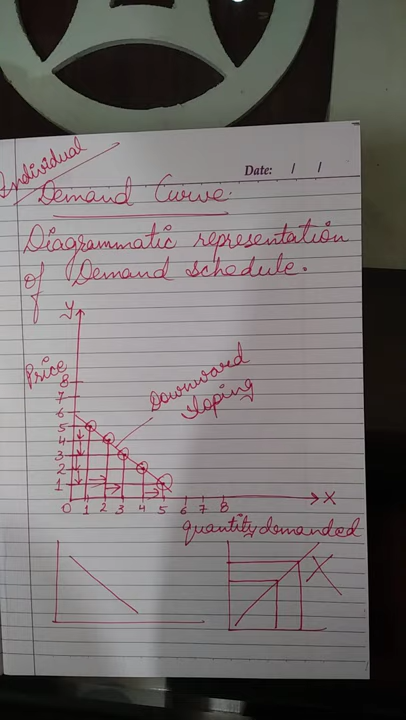 Individual
Date: / /
Demand Curve.
Diagrammatic representation
of Demand schedule.
Y
Price
Downward
sloping
8
7
6
5
4
3
2
1
0 1 2 3 4 5 6 7 8 X
quantity demanded